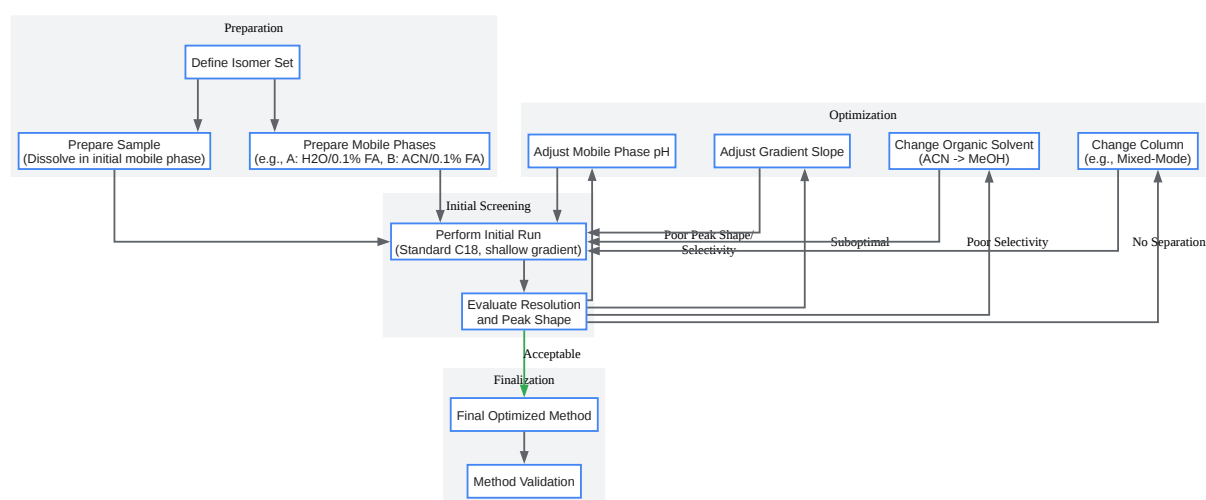 Preparation
Define Isomer Set
Prepare Sample
(Dissolve in initial mobile phase)
Prepare Mobile Phases
(e.g., A: H2O/0.1% FA, B: ACN/0.1% FA)
Optimization
Adjust Mobile Phase pH
Adjust Gradient Slope
Change Organic Solvent
(ACN -> MeOH)
Change Column
(e.g., Mixed-Mode)
Initial Screening
Perform Initial Run
(Standard C18, shallow gradient)
Poor Peak Shape/
Selectivity
Suboptimal
Poor Selectivity
No Separation
Evaluate Resolution
and Peak Shape
Acceptable
Finalization
Final Optimized Method
Method Validation